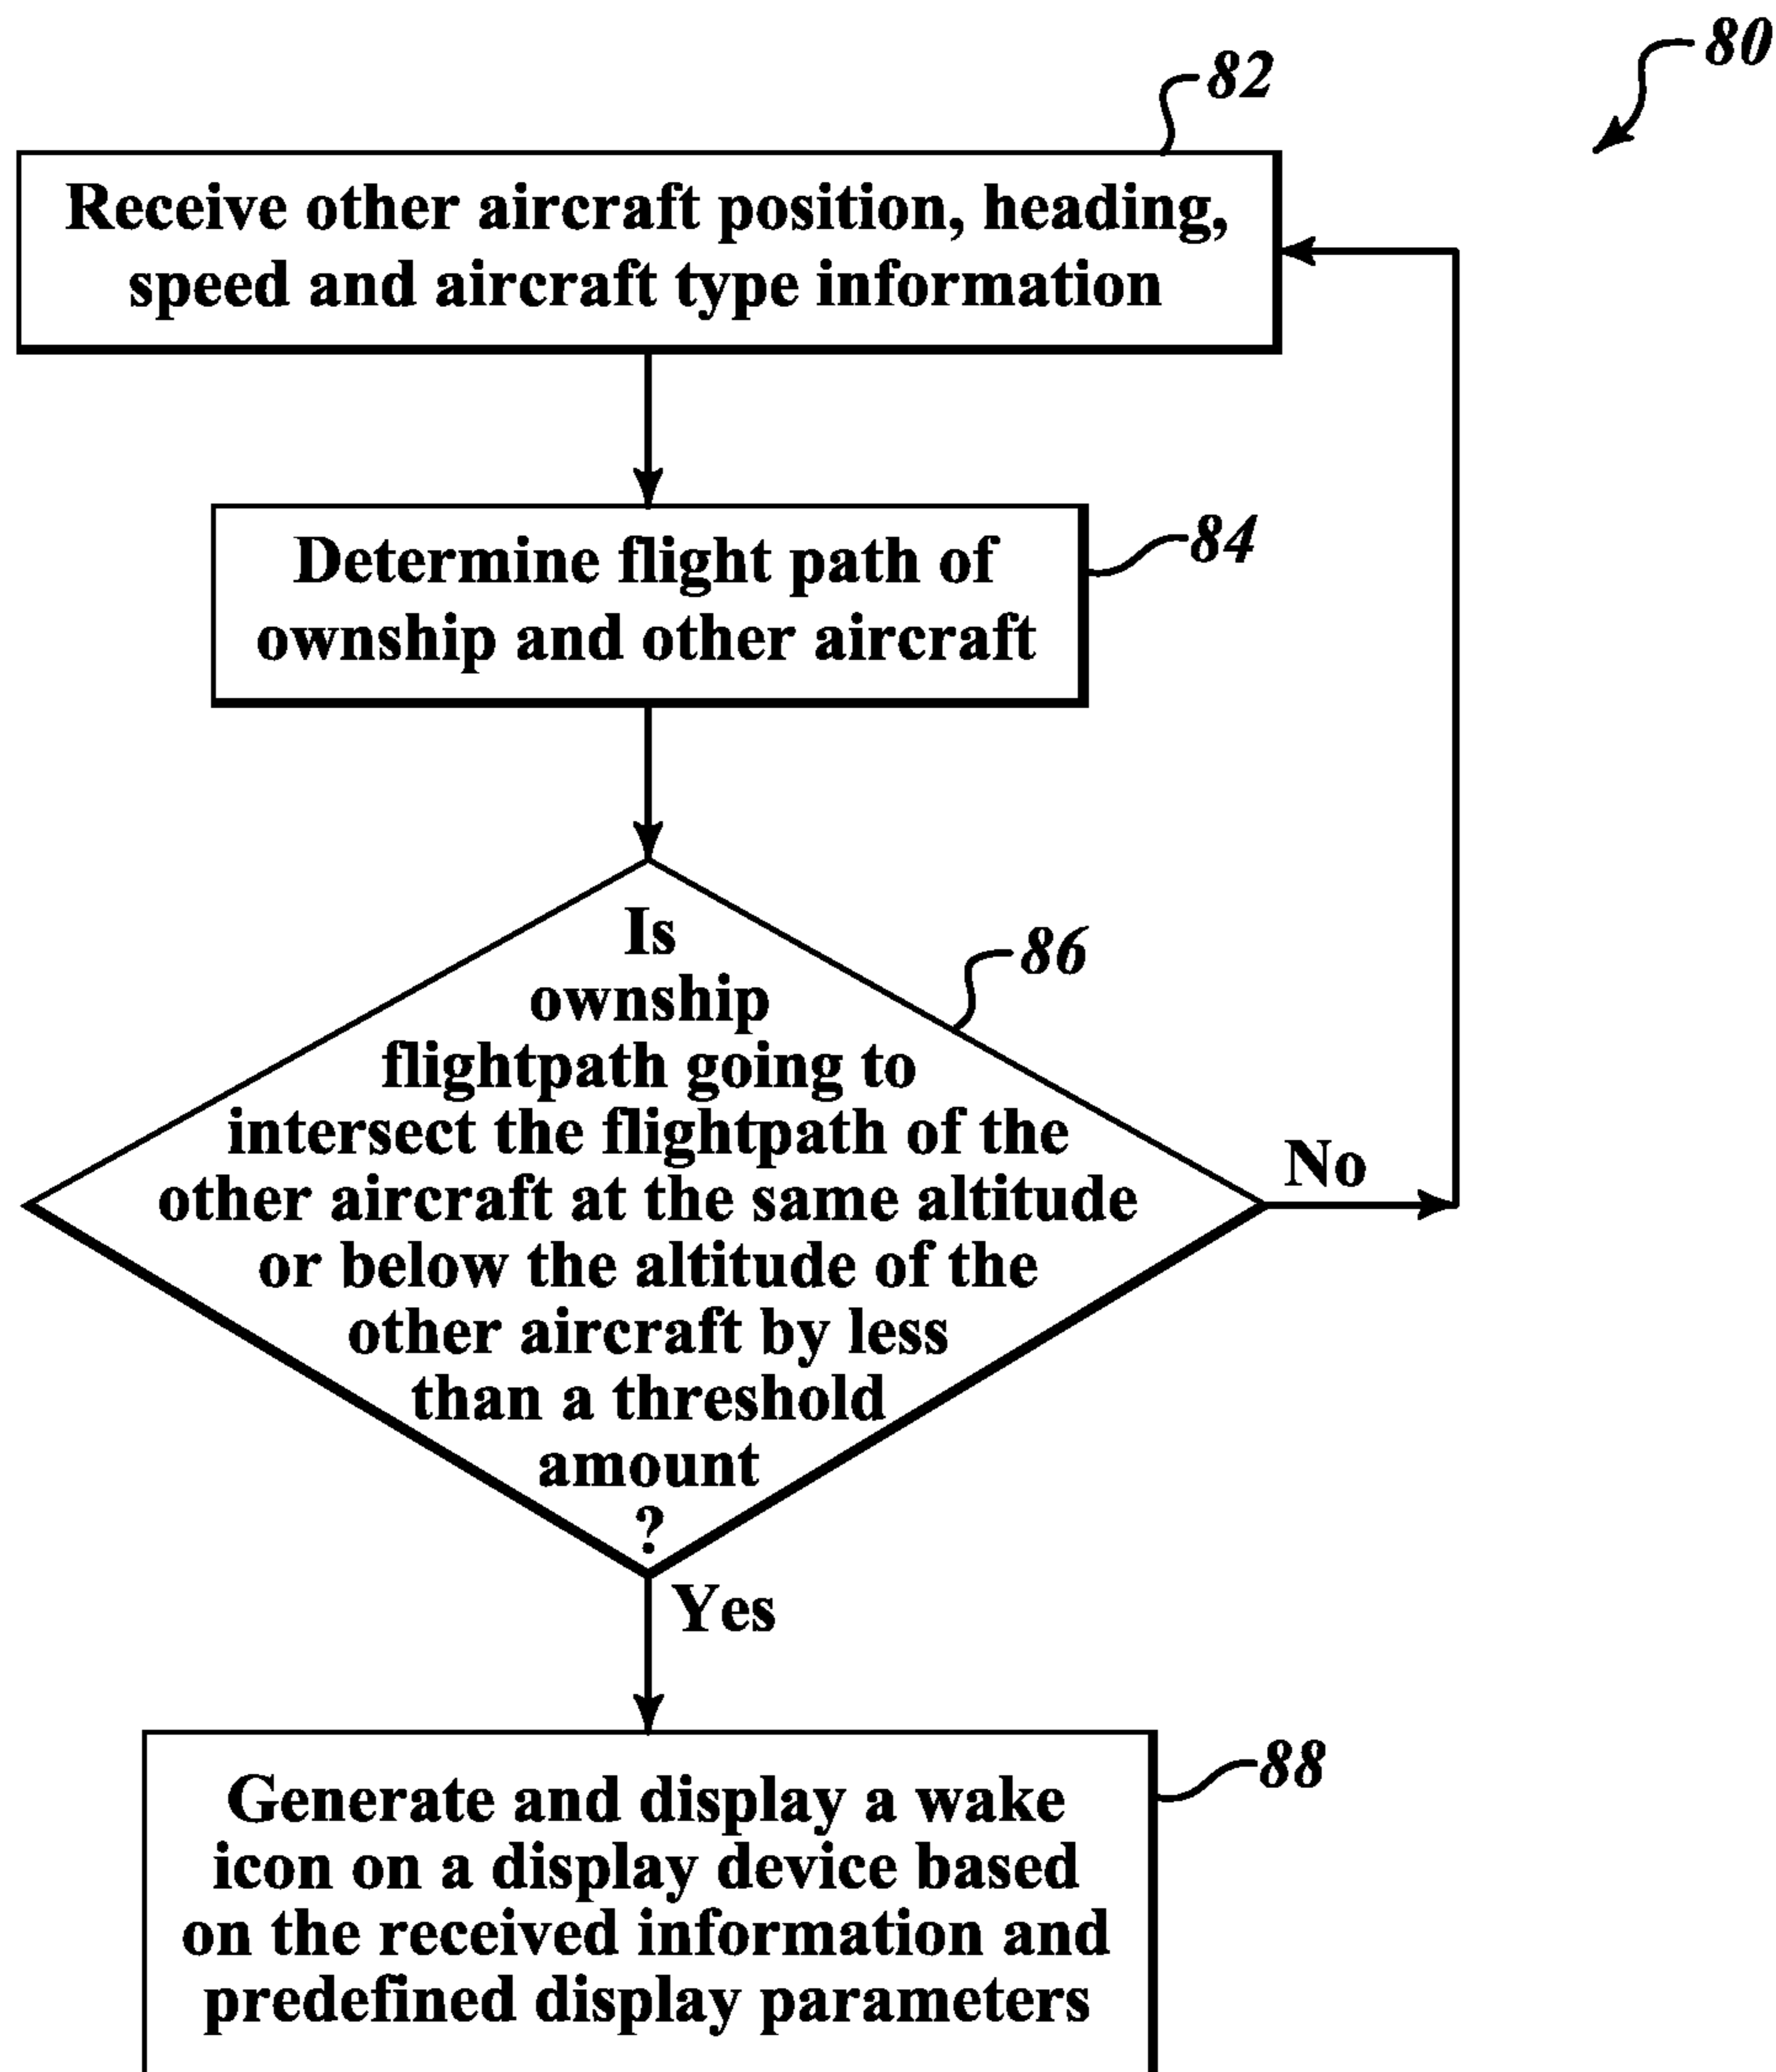 80
82
Receive other aircraft position, heading,
speed and aircraft type information
Determine flight path of
ownship and other aircraft
84
Is
ownship
flightpath going to
intersect the flightpath of the
other aircraft at the same altitude
or below the altitude of the
other aircraft by less
than a threshold
amount
?
86
No
Yes
Generate and display a wake
icon on a display device based
on the received information and
predefined display parameters
88